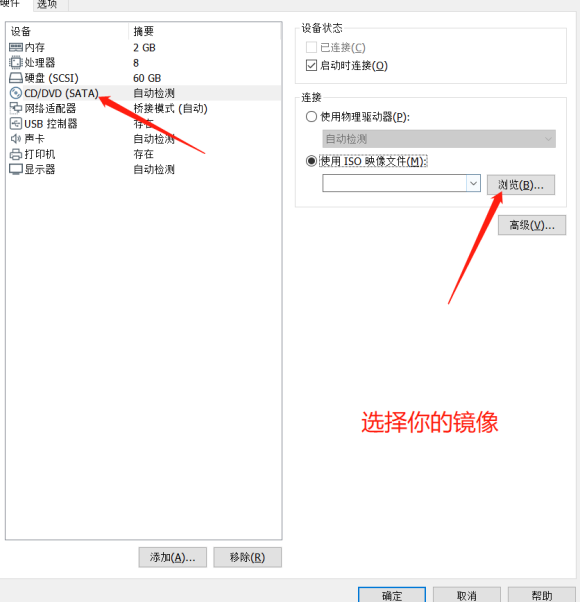 硬件 选项
设备 摘要
内存 2 GB
处理器 8
硬盘 (SCSI) 60 GB
CD/DVD (SATA) 自动检测
网络适配器 桥接模式 (自动)
USB 控制器 存在
声卡 自动检测
打印机 存在
显示器 自动检测
添加(A)... 移除(R)
设备状态
已连接(C)
启动时连接(O)
连接
使用物理驱动器(P):
自动检测
使用 ISO 映像文件(M):
浏览(B)...
高级(V)...
选择你的镜像
确定 取消 帮助